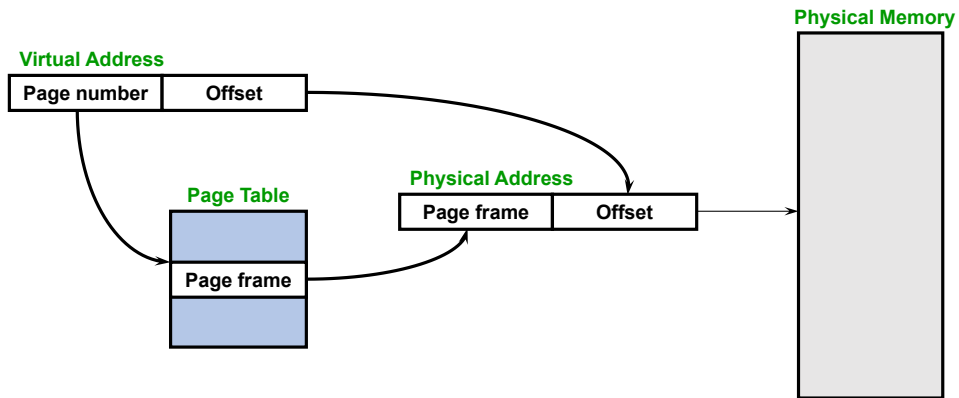 Physical Memory
Virtual Address
Page number Offset
Physical Address
Page Table
Page frame Offset
Page frame